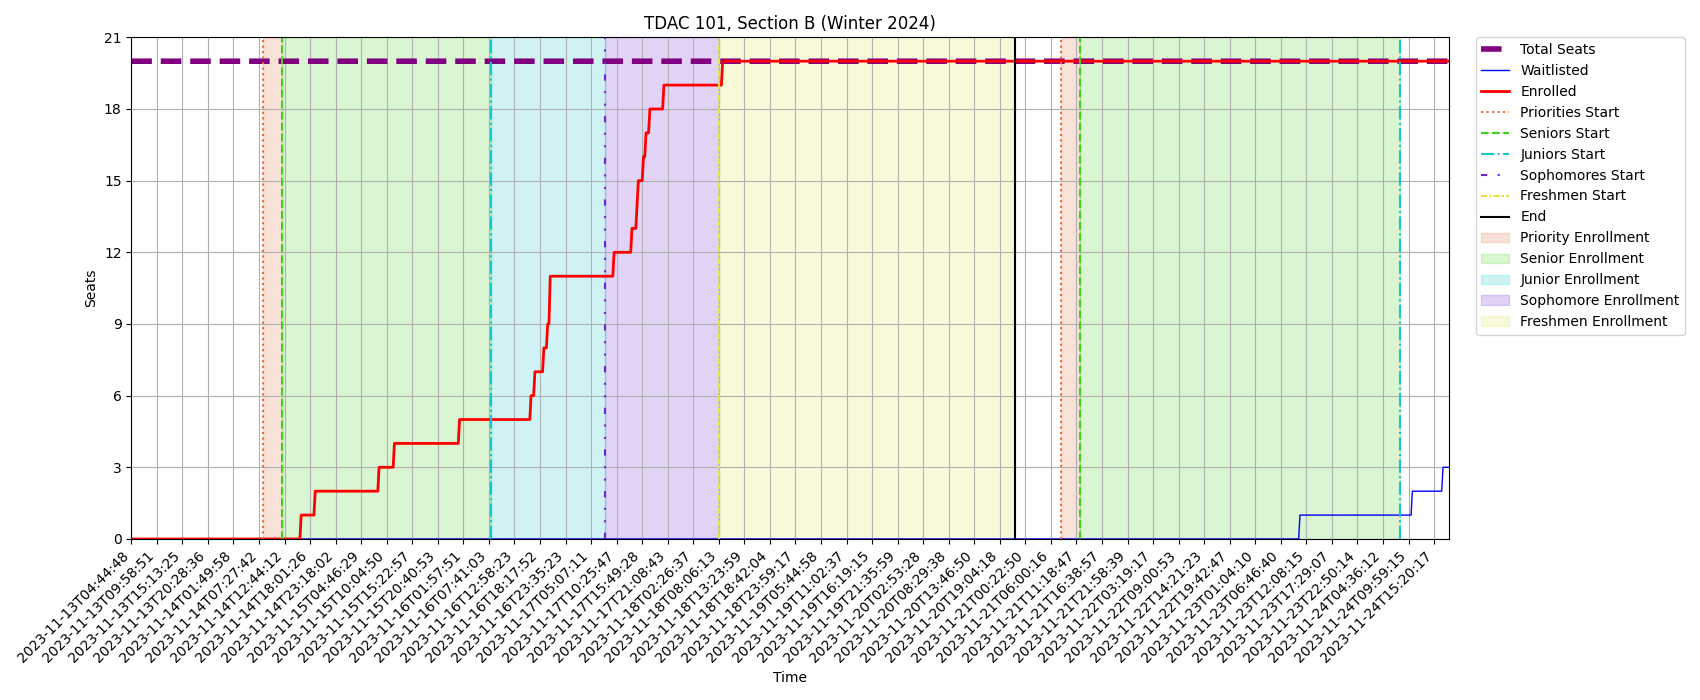 TDAC 101, Section B (Winter 2024)
21
18
15
12
9
6
3
0
Seats
2023-11-13T04:44:48
2023-11-13T09:58:51
2023-11-13T15:13:25
2023-11-13T20:28:36
2023-11-14T01:49:58
2023-11-14T07:27:42
2023-11-14T12:44:12
2023-11-14T18:01:26
2023-11-14T23:18:02
2023-11-15T04:46:29
2023-11-15T10:04:50
2023-11-15T15:22:57
2023-11-15T20:40:53
2023-11-16T01:57:51
2023-11-16T07:41:03
2023-11-16T12:58:23
2023-11-16T18:17:52
2023-11-16T23:35:23
2023-11-17T05:07:11
2023-11-17T10:25:47
2023-11-17T15:49:28
2023-11-17T21:08:43
2023-11-18T02:26:37
2023-11-18T08:06:13
2023-11-18T13:23:59
2023-11-18T18:42:04
2023-11-18T23:59:17
2023-11-19T05:44:58
2023-11-19T11:02:37
2023-11-19T16:19:15
2023-11-19T21:35:59
2023-11-20T02:53:28
2023-11-20T08:29:38
2023-11-20T13:46:50
2023-11-20T19:04:18
2023-11-21T00:22:50
2023-11-21T06:00:16
2023-11-21T11:18:47
2023-11-21T16:38:57
2023-11-21T21:58:39
2023-11-22T03:19:17
2023-11-22T09:00:53
2023-11-22T14:21:23
2023-11-22T19:42:47
2023-11-23T01:04:10
2023-11-23T06:46:40
2023-11-23T12:08:15
2023-11-23T17:29:07
2023-11-23T22:50:14
2023-11-24T04:36:12
2023-11-24T09:59:15
2023-11-24T15:20:17
Time
Total Seats
Waitlisted
Enrolled
Priorities Start
Seniors Start
Juniors Start
Sophomores Start
Freshmen Start
End
Priority Enrollment
Senior Enrollment
Junior Enrollment
Sophomore Enrollment
Freshmen Enrollment